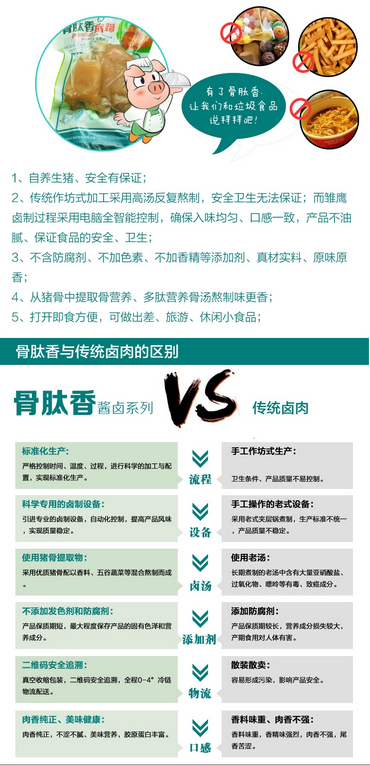 骨肽香蹄
有了骨肽香,
让我们和垃圾食品
说拜拜吧!
1、自养生猪、安全有保证;
2、传统作坊式加工采用高汤反复熬制,安全卫生无法保证;而雏鹰
卤制过程采用电脑全智能控制,确保入味均匀、口感一致,产品不油
腻、保证食品的安全、卫生;
3、不含防腐剂、不加色素、不加香精等添加剂、真材实料、原味原
香;
4、从猪骨中提取骨营养、多肽营养骨汤熬制味更香;
5、打开即食方便,可做出差、旅游、休闲小食品;
骨肽香与传统卤肉的区别
骨肽香酱卤系列 VS 传统卤肉
标准化生产:
严格控制时间、温度、过程,进行科学的加工与配
置,实现标准化生产。
流程
手工作坊式生产:
卫生条件、产品质量不易控制。
科学专用的卤制设备:
引进专业的卤制设备,自动化控制,提高产品风味
,实现质量稳定。
设备
手工操作的老式设备:
采用老式夹层锅煮制,生产标准不统一
,产品质量不稳定。
使用猪骨提取物:
采用优质猪骨配以香料、五谷蔬菜等混合熬制而成
。
卤汤
使用老汤:
长期煮制的老汤中含有大量亚硝酸盐、
过氧化物、嘌呤等有毒、致癌成分。
不添加发色剂和防腐剂:
产品保质期短,最大程度保存产品的固有色泽和营
养成分。
添加剂
添加防腐剂:
产品保质期较长,营养成分损失较大,
产期食用对人体有害。
二维码安全追溯:
真空收缩包装,二维码安全追溯,全程0-4°冷链
物流配送。
物流
散装散卖:
容易形成污染,影响产品安全。
肉香纯正、美味健康:
肉香纯正,不涩不腻、美味营养,胶原蛋白丰富。
口感
香料味重、肉香不强:
香料味重,香精味强烈,肉香不强,尾
香苦涩。